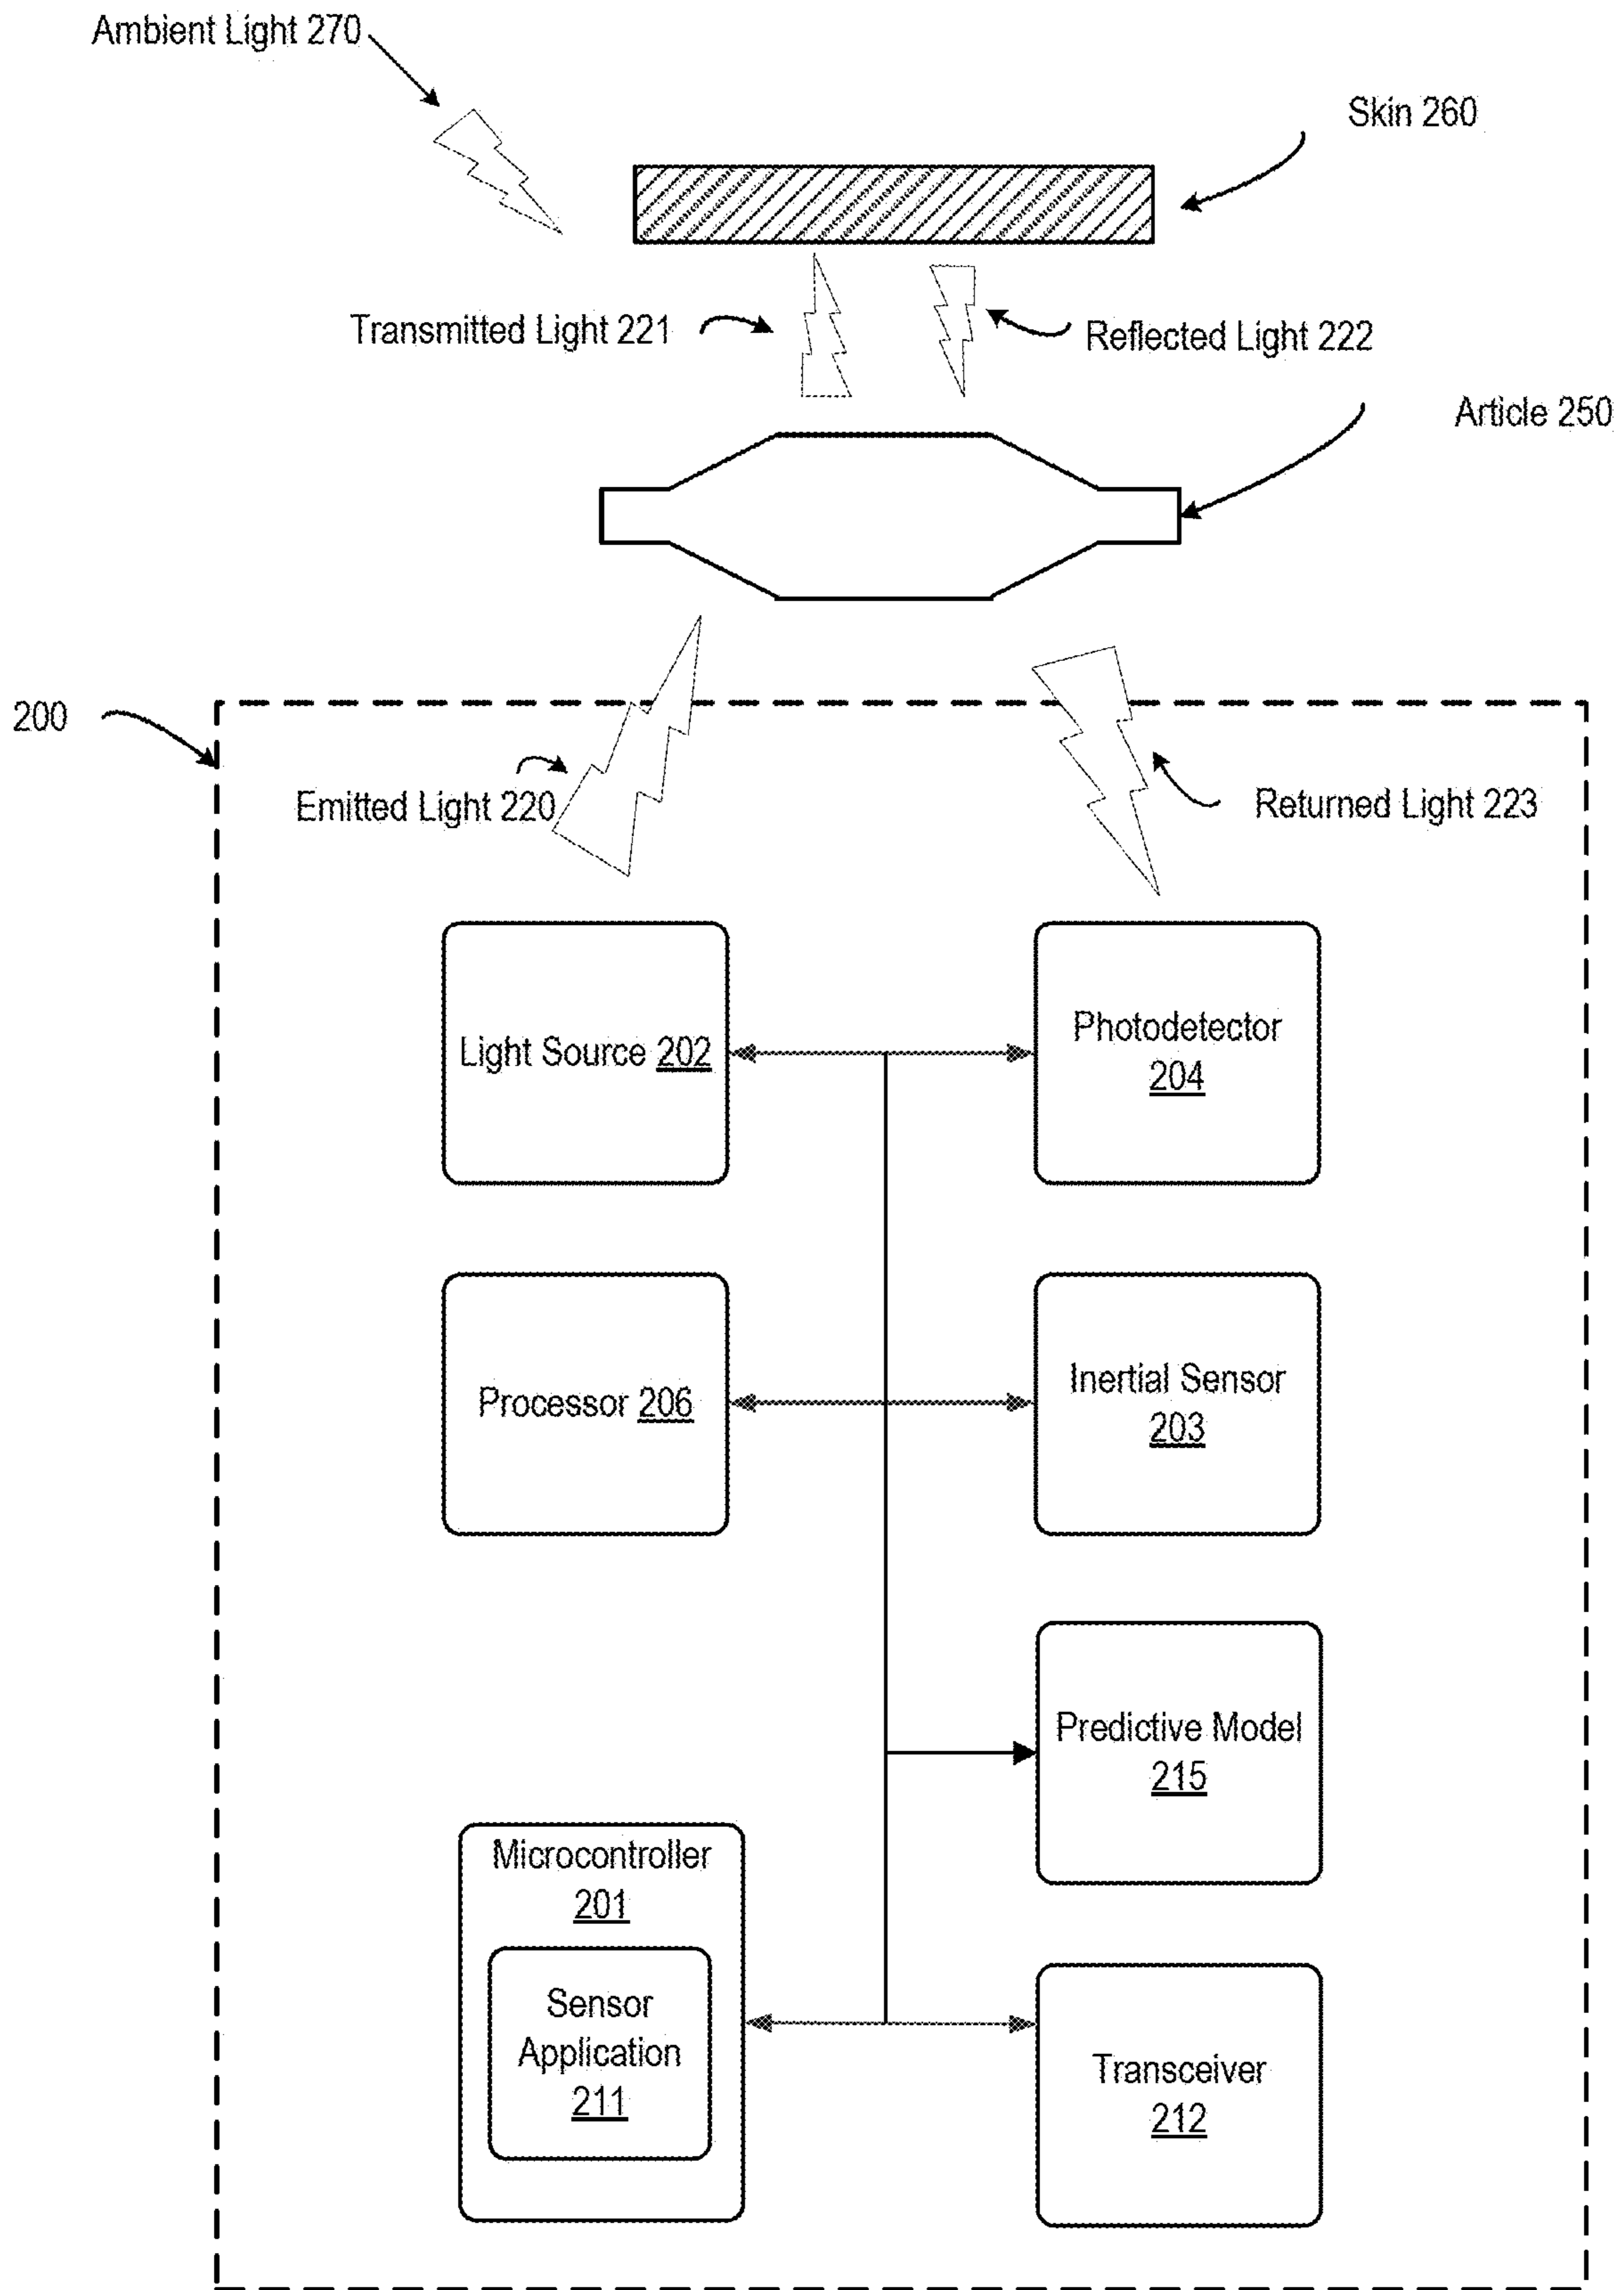 Ambient Light 270
Skin 260
Transmitted Light 221
Reflected Light 222
Article 250
200
Emitted Light 220
Returned Light 223
Light Source 202
Photodetector
204
Processor 206
Inertial Sensor
203
Predictive Model
215
Microcontroller
201
Sensor
Application
211
Transceiver
212